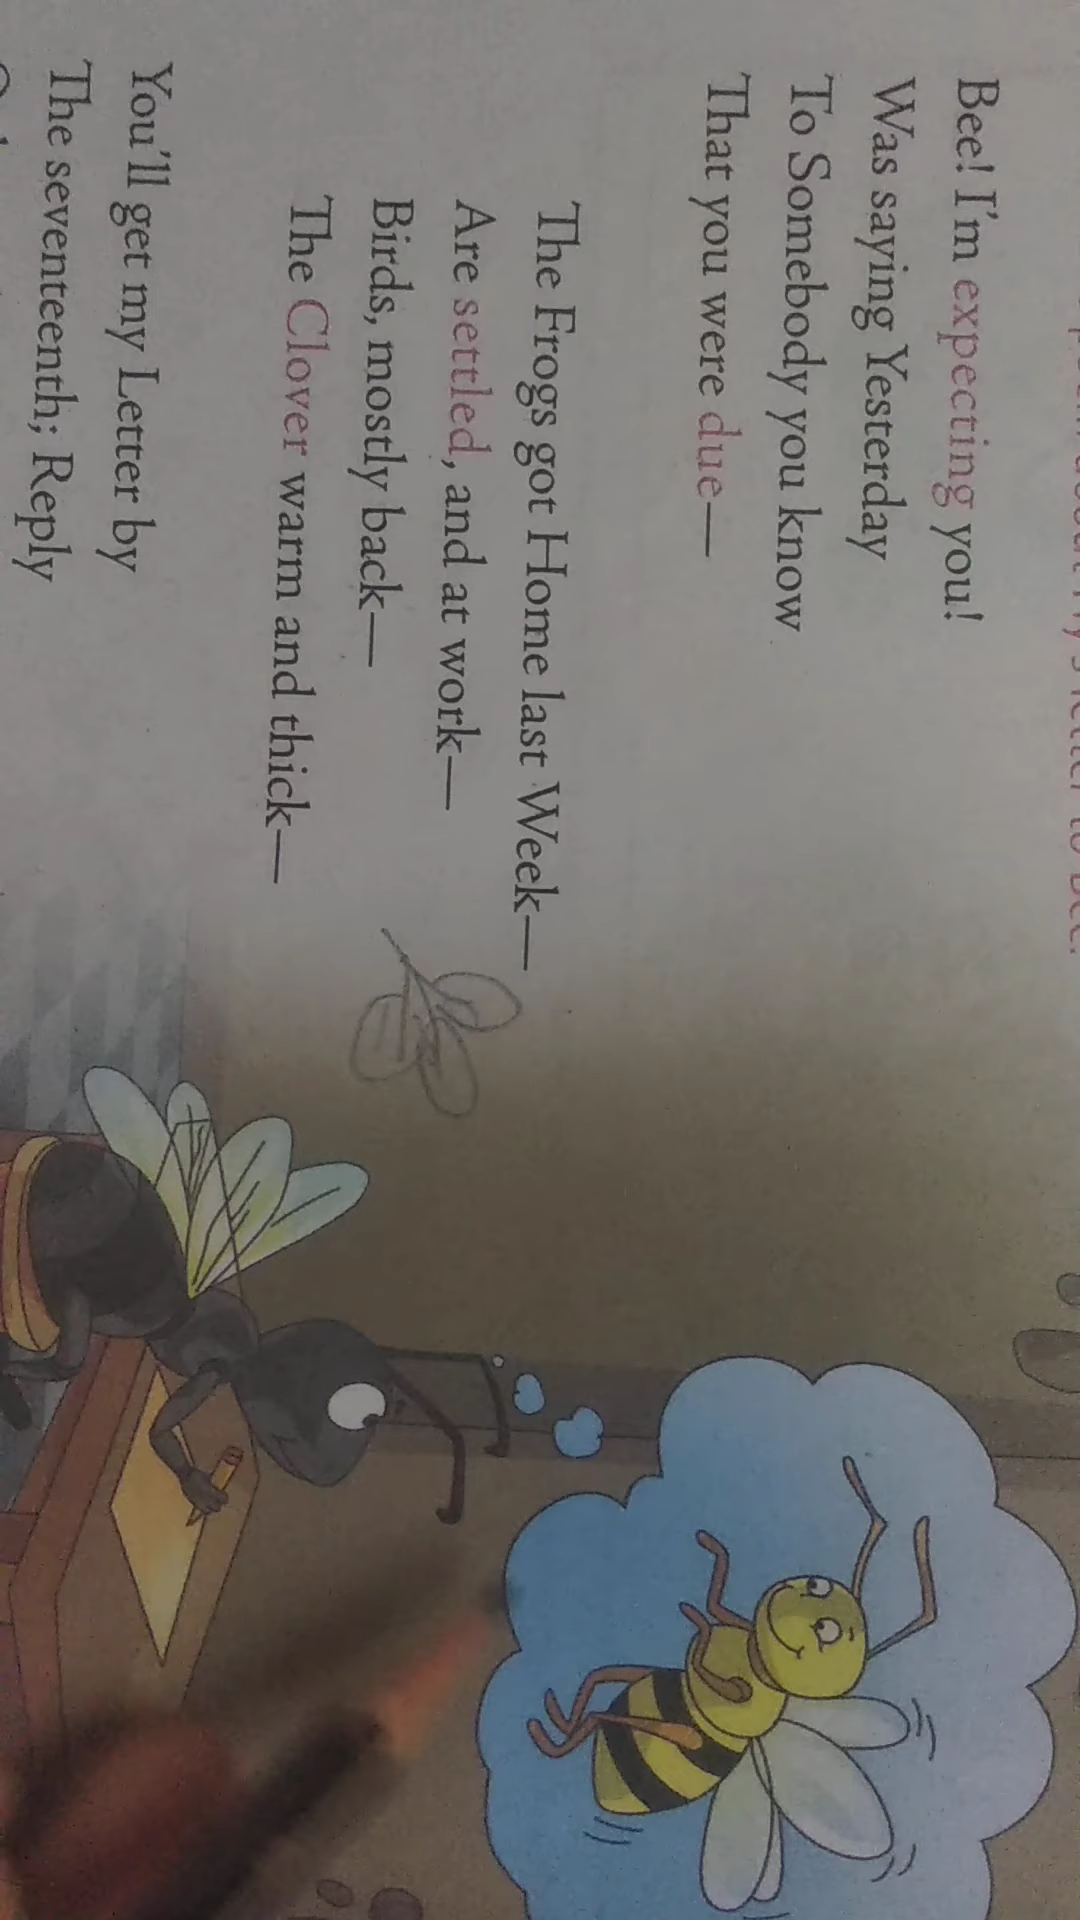 Bee! I'm expecting you!
Was saying Yesterday
To Somebody you know
That you were due—
The Frogs got Home last Week—
Are settled, and at work—
Birds, mostly back—
The Clover warm and thick—
You'll get my Letter by
The seventeenth; Reply